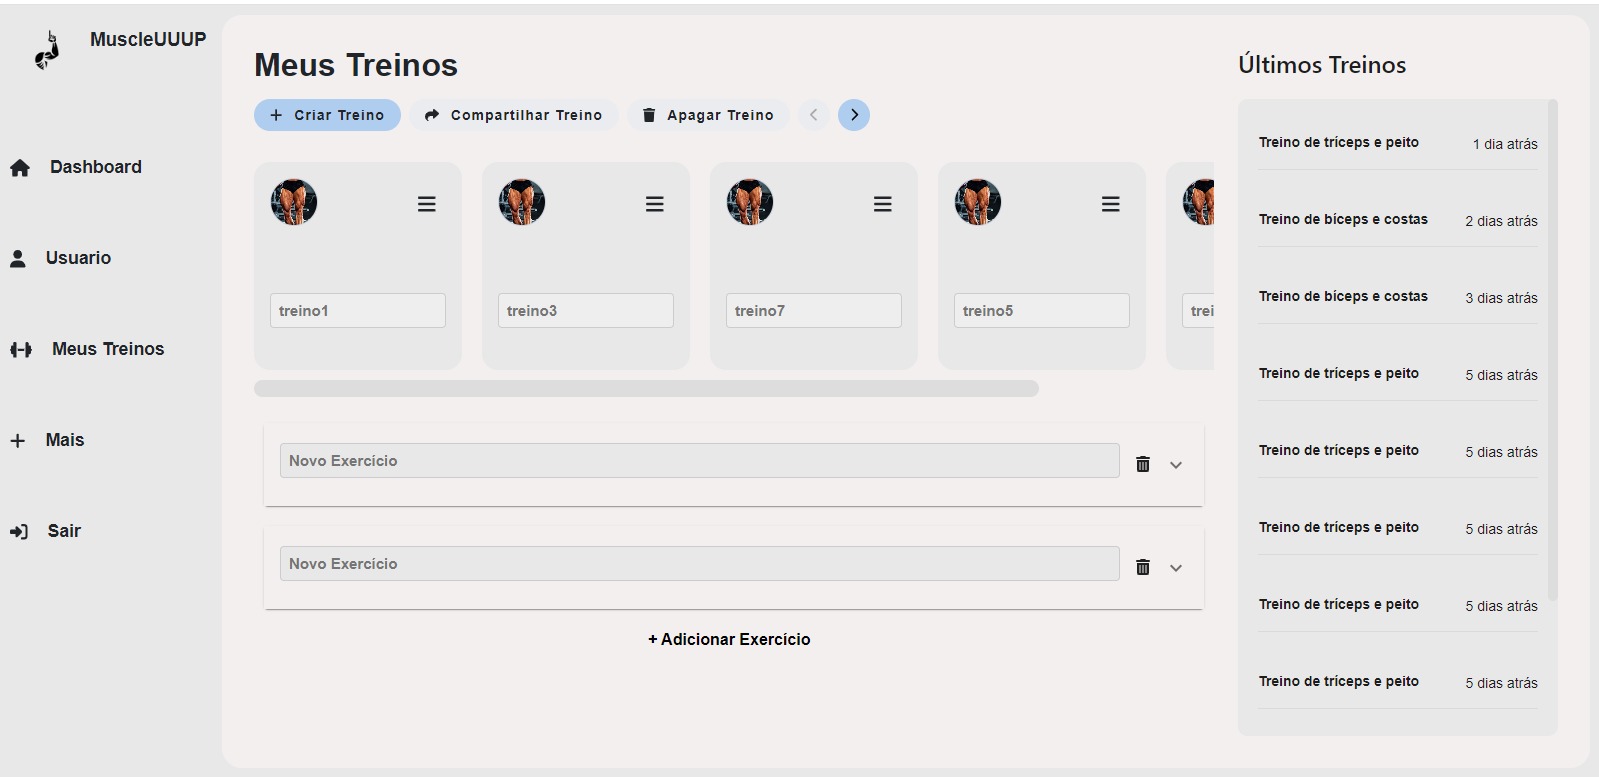 MuscleUUUP
Dashboard
Usuario
Meus Treinos
Mais
Sair
Meus Treinos
+ Criar Treino
Compartilhar Treino
Apagar Treino
treino1
treino3
treino7
treino5
trei
Novo Exercício
Novo Exercício
+ Adicionar Exercício
Últimos Treinos
Treino de tríceps e peito 1 dia atrás
Treino de bíceps e costas 2 dias atrás
Treino de bíceps e costas 3 dias atrás
Treino de tríceps e peito 5 dias atrás
Treino de tríceps e peito 5 dias atrás
Treino de tríceps e peito 5 dias atrás
Treino de tríceps e peito 5 dias atrás
Treino de tríceps e peito 5 dias atrás